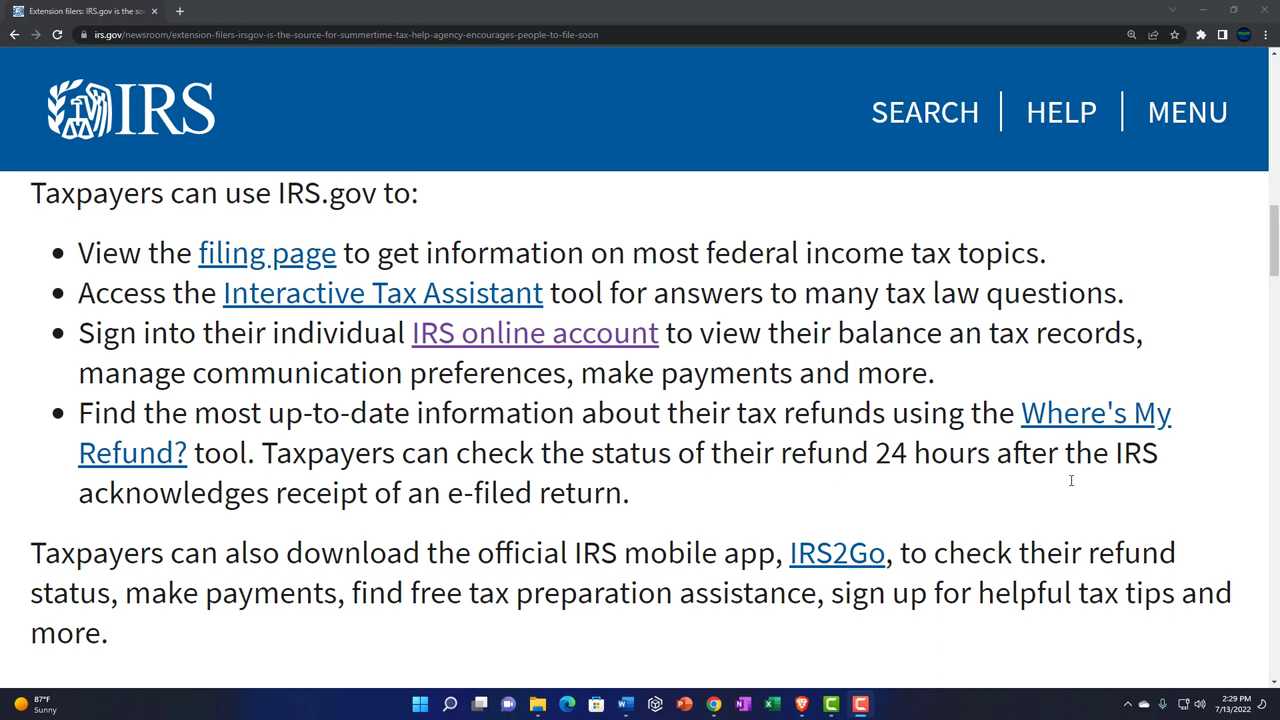 Extension filers: IRS.gov is the so
irs.gov/newsroom/extension-filers-irsgov-is-the-source-for-summertime-tax-help-agency-encourages-people-to-file-soon
IRS
SEARCH
HELP
MENU
Taxpayers can use IRS.gov to:
View the filing page to get information on most federal income tax topics.
Access the Interactive Tax Assistant tool for answers to many tax law questions.
Sign into their individual IRS online account to view their balance an tax records,
manage communication preferences, make payments and more.
Find the most up-to-date information about their tax refunds using the Where's My
Refund? tool. Taxpayers can check the status of their refund 24 hours after the IRS
acknowledges receipt of an e-filed return.
Taxpayers can also download the official IRS mobile app, IRS2Go, to check their refund
status, make payments, find free tax preparation assistance, sign up for helpful tax tips and
more.
87°F
Sunny
2:29 PM
7/13/2022